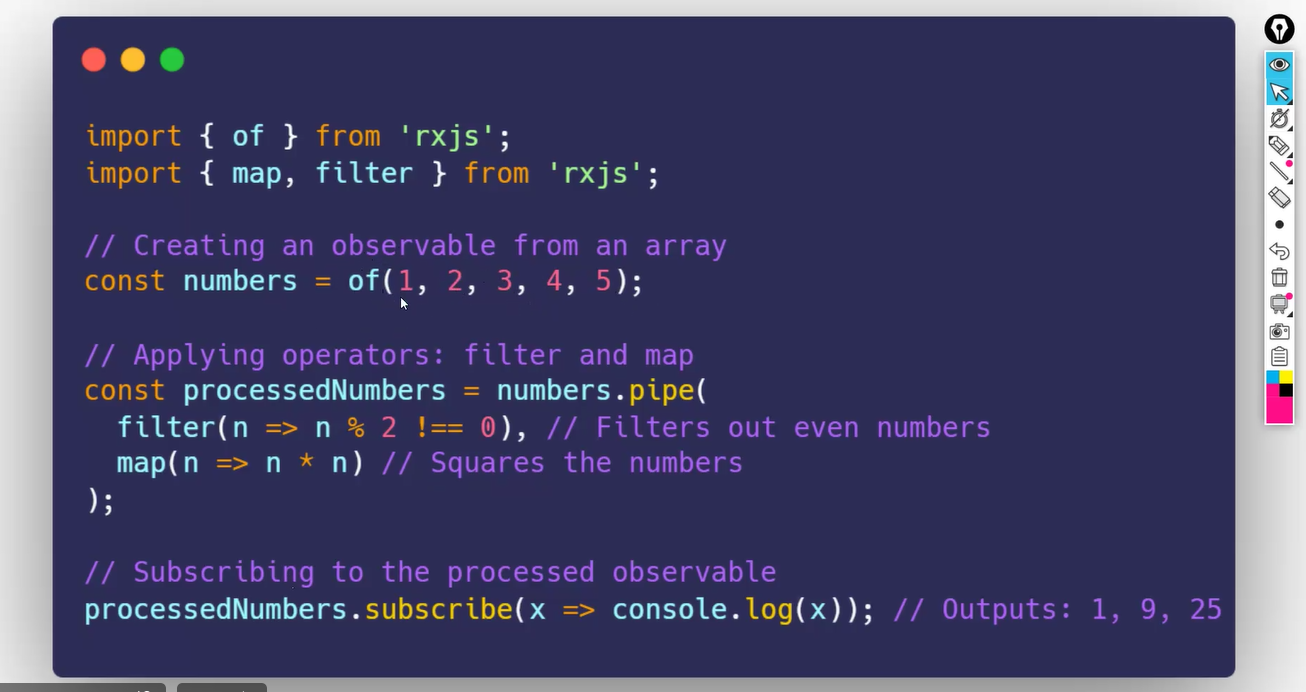 import { of } from 'rxjs';
import { map, filter } from 'rxjs';
// Creating an observable from an array
const numbers = of(1, 2, 3, 4, 5);
// Applying operators: filter and map
const processedNumbers = numbers.pipe(
  filter(n => n % 2 !== 0), // Filters out even numbers
  map(n => n * n) // Squares the numbers
);
// Subscribing to the processed observable
processedNumbers.subscribe(x => console.log(x)); // Outputs: 1, 9, 25